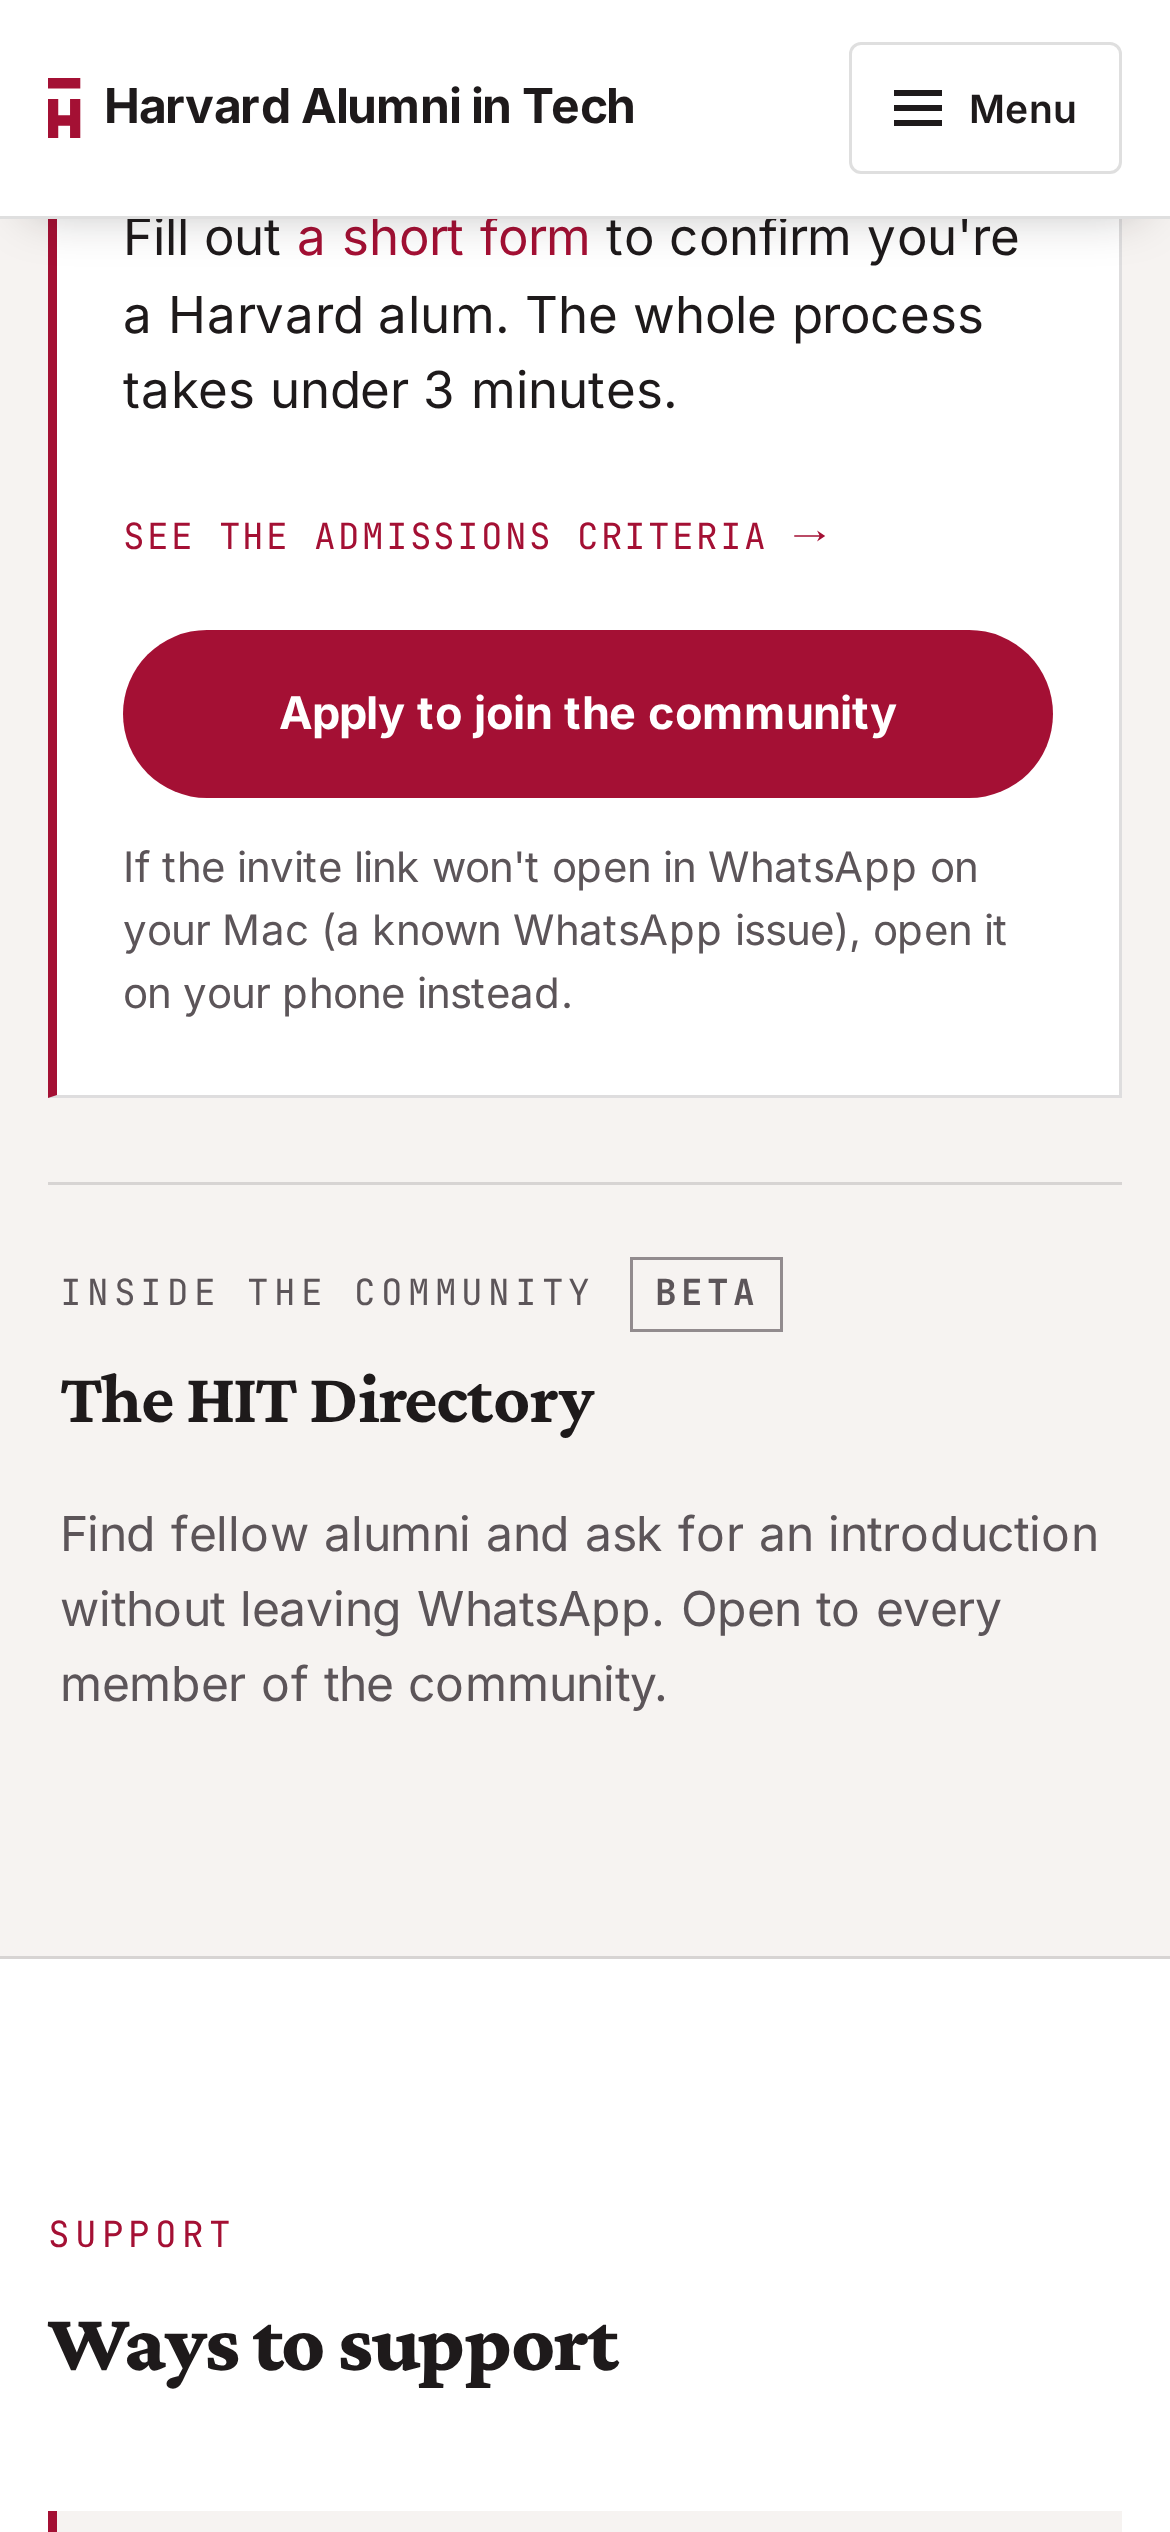 Harvard Alumni in Tech
Menu
Fill out a short form to confirm you're
a Harvard alum. The whole process
takes under 3 minutes.
SEE THE ADMISSIONS CRITERIA →
Apply to join the community
If the invite link won't open in WhatsApp on
your Mac (a known WhatsApp issue), open it
on your phone instead.
INSIDE THE COMMUNITY BETA
The HIT Directory
Find fellow alumni and ask for an introduction
without leaving WhatsApp. Open to every
member of the community.
SUPPORT
Ways to support